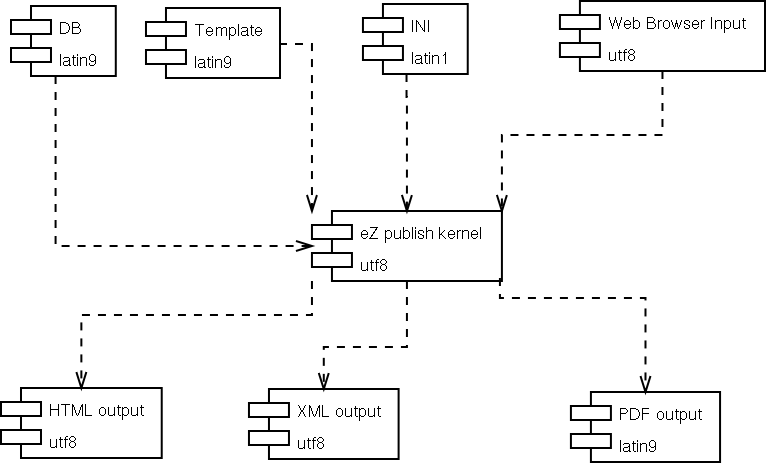 DB
latin9
Template
latin9
INI
latin1
Web Browser Input
utf8
eZ publish kernel
utf8
HTML output
utf8
XML output
utf8
PDF output
latin9